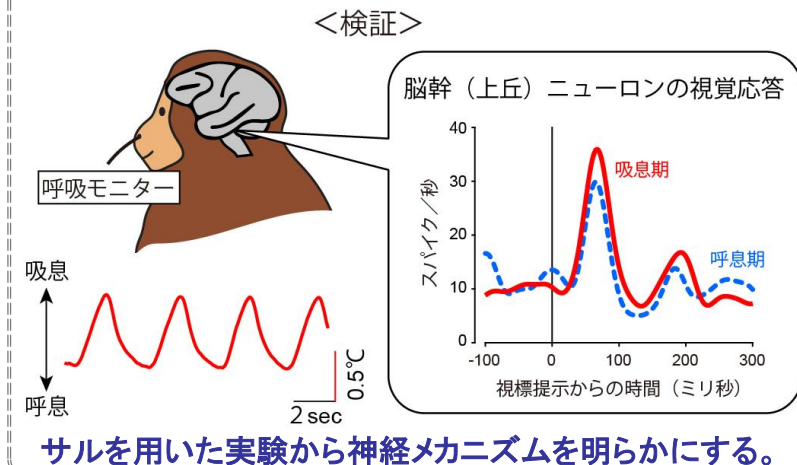 ＜検証＞
脳幹（上丘）ニューロンの視覚応答
呼吸モニター
吸息
呼息
0.5℃
2 sec
スパイク／秒
40
30
20
10
0
吸息期
呼息期
-100 0 100 200 300
視標提示からの時間（ミリ秒）
サルを用いた実験から神経メカニズムを明らかにする。